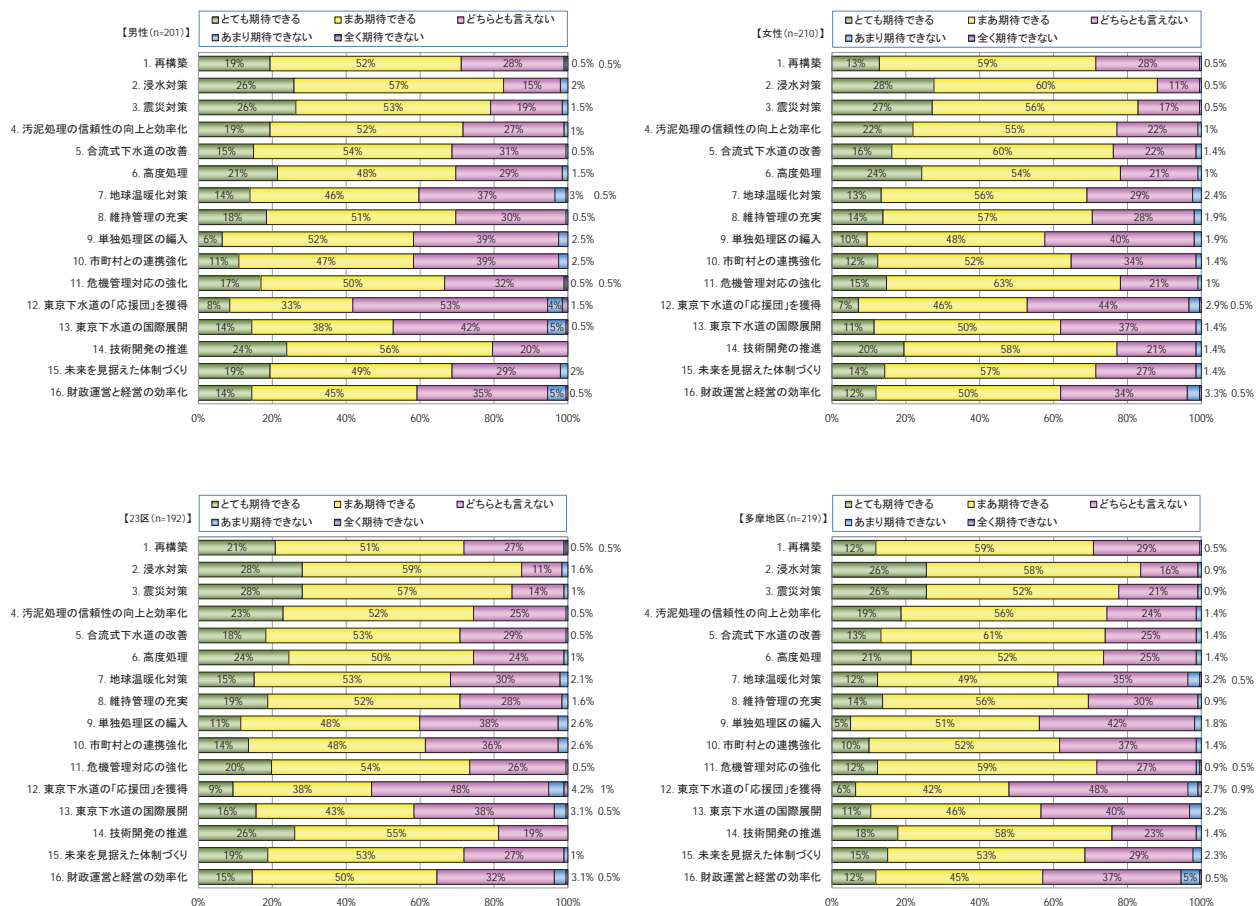 【男性(n=201)】
とても期待できる まあ期待できる どちらとも言えない
あまり期待できない 全く期待できない
1. 再構築 19% 52% 28% 0.5% 0.5%
2. 浸水対策 26% 57% 15% 2%
3. 震災対策 26% 53% 19% 1.5%
4. 汚泥処理の信頼性の向上と効率化 19% 52% 27% 1%
5. 合流式下水道の改善 15% 54% 31% 0.5%
6. 高度処理 21% 48% 29% 1.5%
7. 地球温暖化対策 14% 46% 37% 3% 0.5%
8. 維持管理の充実 18% 51% 30% 0.5%
9. 単独処理区の編入 6% 52% 39% 2.5%
10. 市町村との連携強化 11% 47% 39% 2.5%
11. 危機管理対応の強化 17% 50% 32% 0.5% 0.5%
12. 東京下水道の「応援団」を獲得 8% 33% 53% 4% 1.5%
13. 東京下水道の国際展開 14% 38% 42% 5% 0.5%
14. 技術開発の推進 24% 56% 20%
15. 未来を見据えた体制づくり 19% 49% 29% 2%
16. 財政運営と経営の効率化 14% 45% 35% 5% 0.5%
0% 20% 40% 60% 80% 100%
【女性(n=210)】
とても期待できる まあ期待できる どちらとも言えない
あまり期待できない 全く期待できない
1. 再構築 13% 59% 28% 0.5%
2. 浸水対策 28% 60% 11% 0.5%
3. 震災対策 27% 56% 17% 0.5%
4. 汚泥処理の信頼性の向上と効率化 22% 55% 22% 1%
5. 合流式下水道の改善 16% 60% 22% 1.4%
6. 高度処理 24% 54% 21% 1%
7. 地球温暖化対策 13% 56% 29% 2.4%
8. 維持管理の充実 14% 57% 28% 1.9%
9. 単独処理区の編入 10% 48% 40% 1.9%
10. 市町村との連携強化 12% 52% 34% 1.4%
11. 危機管理対応の強化 15% 63% 21% 1%
12. 東京下水道の「応援団」を獲得 7% 46% 44% 2.9% 0.5%
13. 東京下水道の国際展開 11% 50% 37% 1.4%
14. 技術開発の推進 20% 58% 21% 1.4%
15. 未来を見据えた体制づくり 14% 57% 27% 1.4%
16. 財政運営と経営の効率化 12% 50% 34% 3.3% 0.5%
0% 20% 40% 60% 80% 100%
【23区(n=192)】
とても期待できる まあ期待できる どちらとも言えない
あまり期待できない 全く期待できない
1. 再構築 21% 51% 27% 0.5% 0.5%
2. 浸水対策 28% 59% 11% 1.6%
3. 震災対策 28% 57% 14% 1%
4. 汚泥処理の信頼性の向上と効率化 23% 52% 25% 0.5%
5. 合流式下水道の改善 18% 53% 29% 0.5%
6. 高度処理 24% 50% 24% 1%
7. 地球温暖化対策 15% 53% 30% 2.1%
8. 維持管理の充実 19% 52% 28% 1.6%
9. 単独処理区の編入 11% 48% 38% 2.6%
10. 市町村との連携強化 14% 48% 36% 2.6%
11. 危機管理対応の強化 20% 54% 26% 0.5%
12. 東京下水道の「応援団」を獲得 9% 38% 48% 4.2% 1%
13. 東京下水道の国際展開 16% 43% 38% 3.1% 0.5%
14. 技術開発の推進 26% 55% 19%
15. 未来を見据えた体制づくり 19% 53% 27% 1%
16. 財政運営と経営の効率化 15% 50% 32% 3.1% 0.5%
0% 20% 40% 60% 80% 100%
【多摩地区(n=219)】
とても期待できる まあ期待できる どちらとも言えない
あまり期待できない 全く期待できない
1. 再構築 12% 59% 29% 0.5%
2. 浸水対策 26% 58% 16% 0.9%
3. 震災対策 26% 52% 21% 0.9%
4. 汚泥処理の信頼性の向上と効率化 19% 56% 24% 1.4%
5. 合流式下水道の改善 13% 61% 25% 1.4%
6. 高度処理 21% 52% 25% 1.4%
7. 地球温暖化対策 12% 49% 35% 3.2% 0.5%
8. 維持管理の充実 14% 56% 30% 0.9%
9. 単独処理区の編入 5% 51% 42% 1.8%
10. 市町村との連携強化 10% 52% 37% 1.4%
11. 危機管理対応の強化 12% 59% 27% 0.9% 0.5%
12. 東京下水道の「応援団」を獲得 6% 42% 48% 2.7% 0.9%
13. 東京下水道の国際展開 11% 46% 40% 3.2%
14. 技術開発の推進 18% 58% 23% 1.4%
15. 未来を見据えた体制づくり 15% 53% 29% 2.3%
16. 財政運営と経営の効率化 12% 45% 37% 5% 0.5%
0% 20% 40% 60% 80% 100%